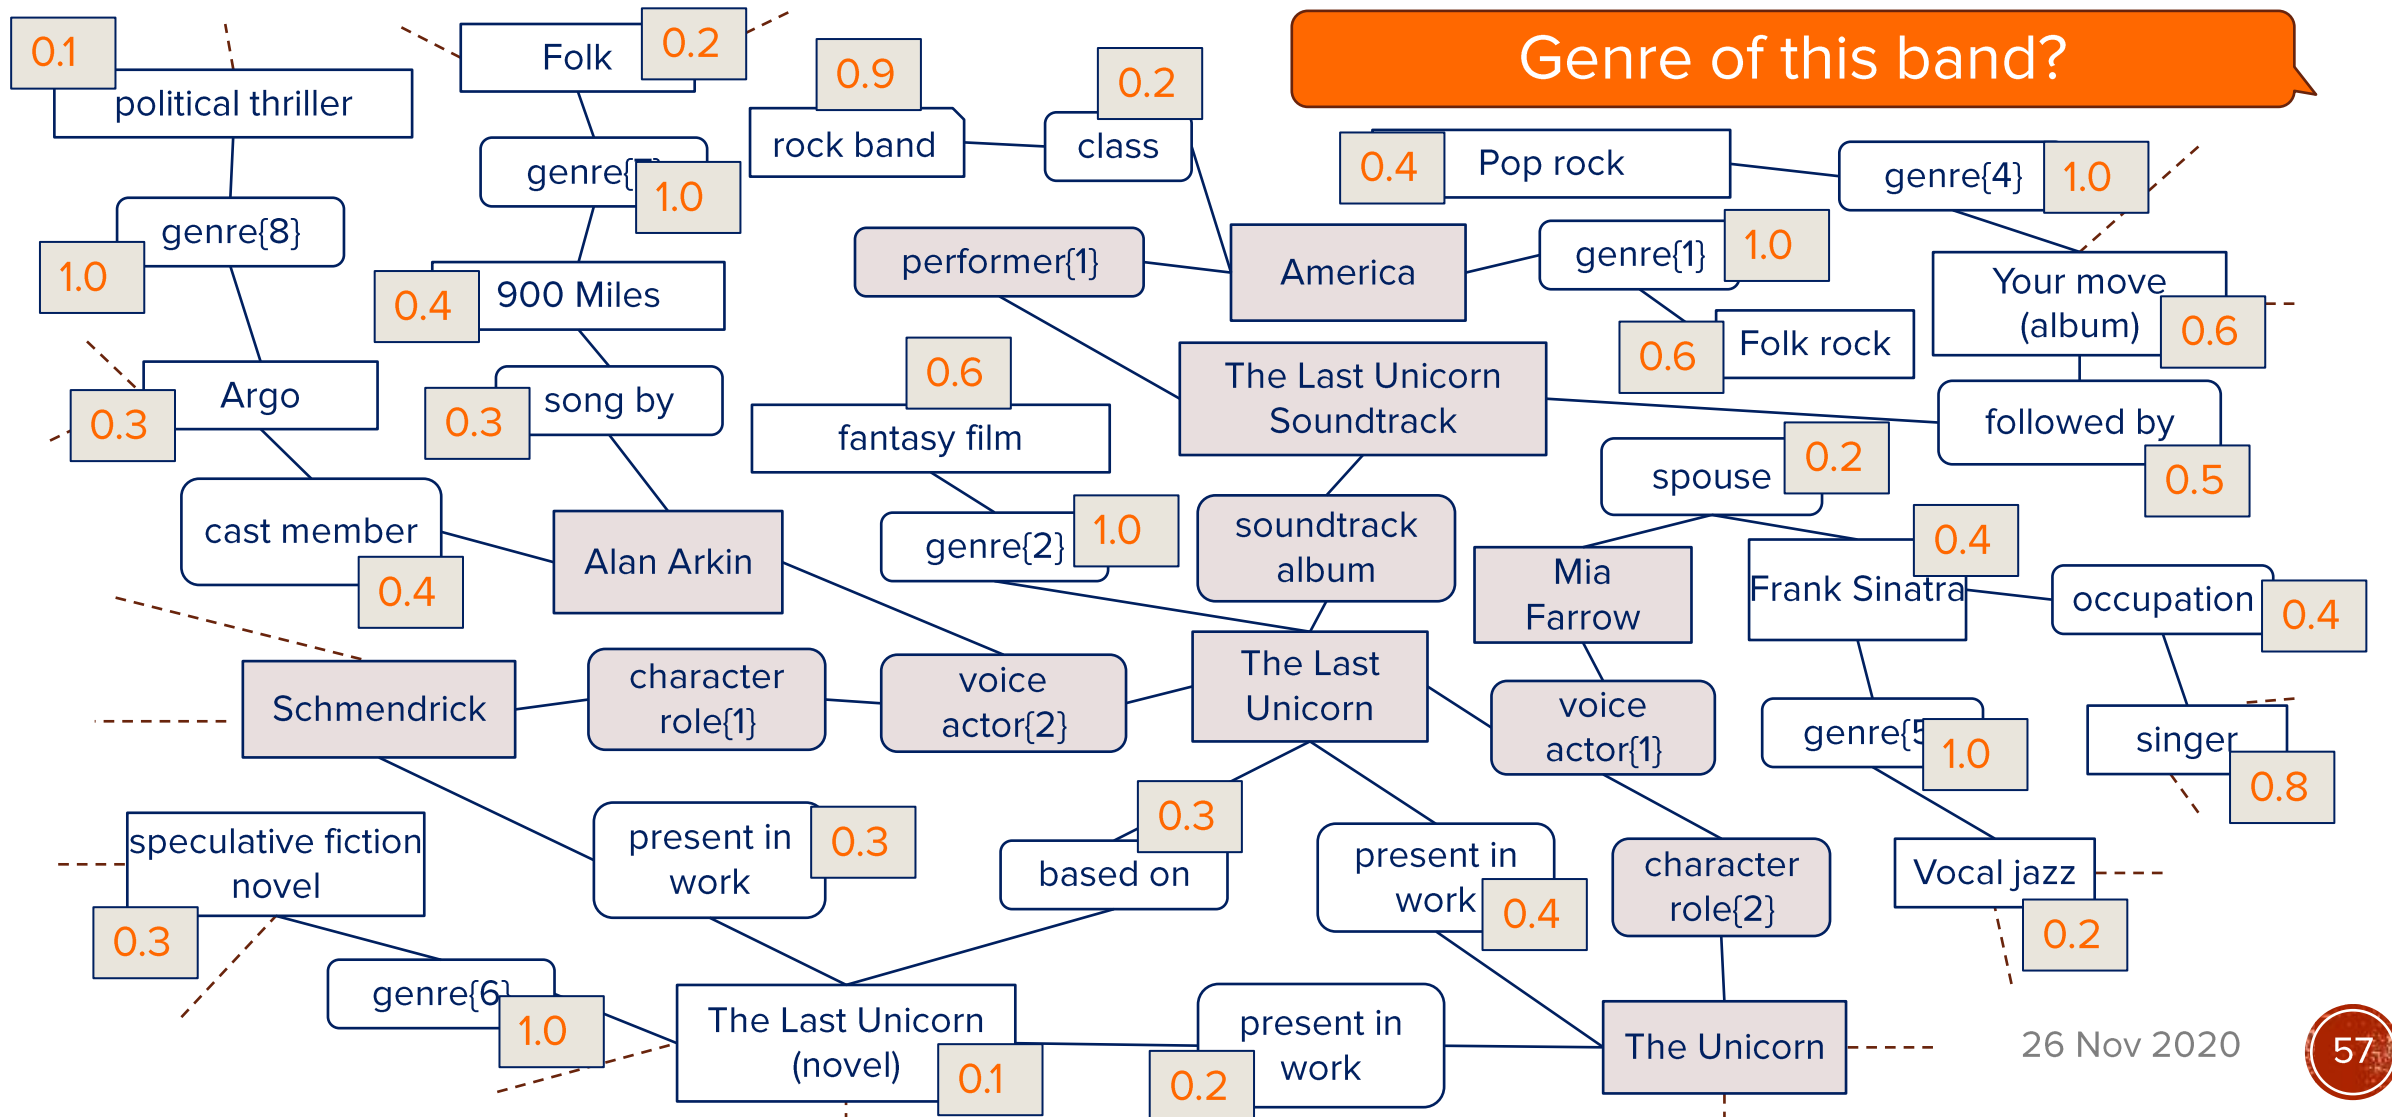 Genre of this band?
0.1
political thriller
Folk
0.2
0.9
rock band
0.2
class
0.4
Pop rock
genre{4}
1.0
genre{
1.0
genre{8}
1.0
performer{1}
America
genre{1}
1.0
0.4
900 Miles
Your move
(album)
0.6
0.6
Folk rock
Argo
0.3
0.3
song by
0.6
fantasy film
The Last Unicorn
Soundtrack
followed by
0.5
spouse
0.2
cast member
0.4
Alan Arkin
genre{2}
1.0
soundtrack
album
Mia
Farrow
0.4
Frank Sinatra
occupation
0.4
Schmendrick
character
role{1}
voice
actor{2}
The Last
Unicorn
voice
actor{1}
genre{5
1.0
singer
0.8
speculative fiction
novel
0.3
present in
work
0.3
0.3
based on
present in
work
0.4
character
role{2}
Vocal jazz
0.2
genre{6}
1.0
The Last Unicorn
(novel)
0.1
present in
work
0.2
The Unicorn
26 Nov 2020
57